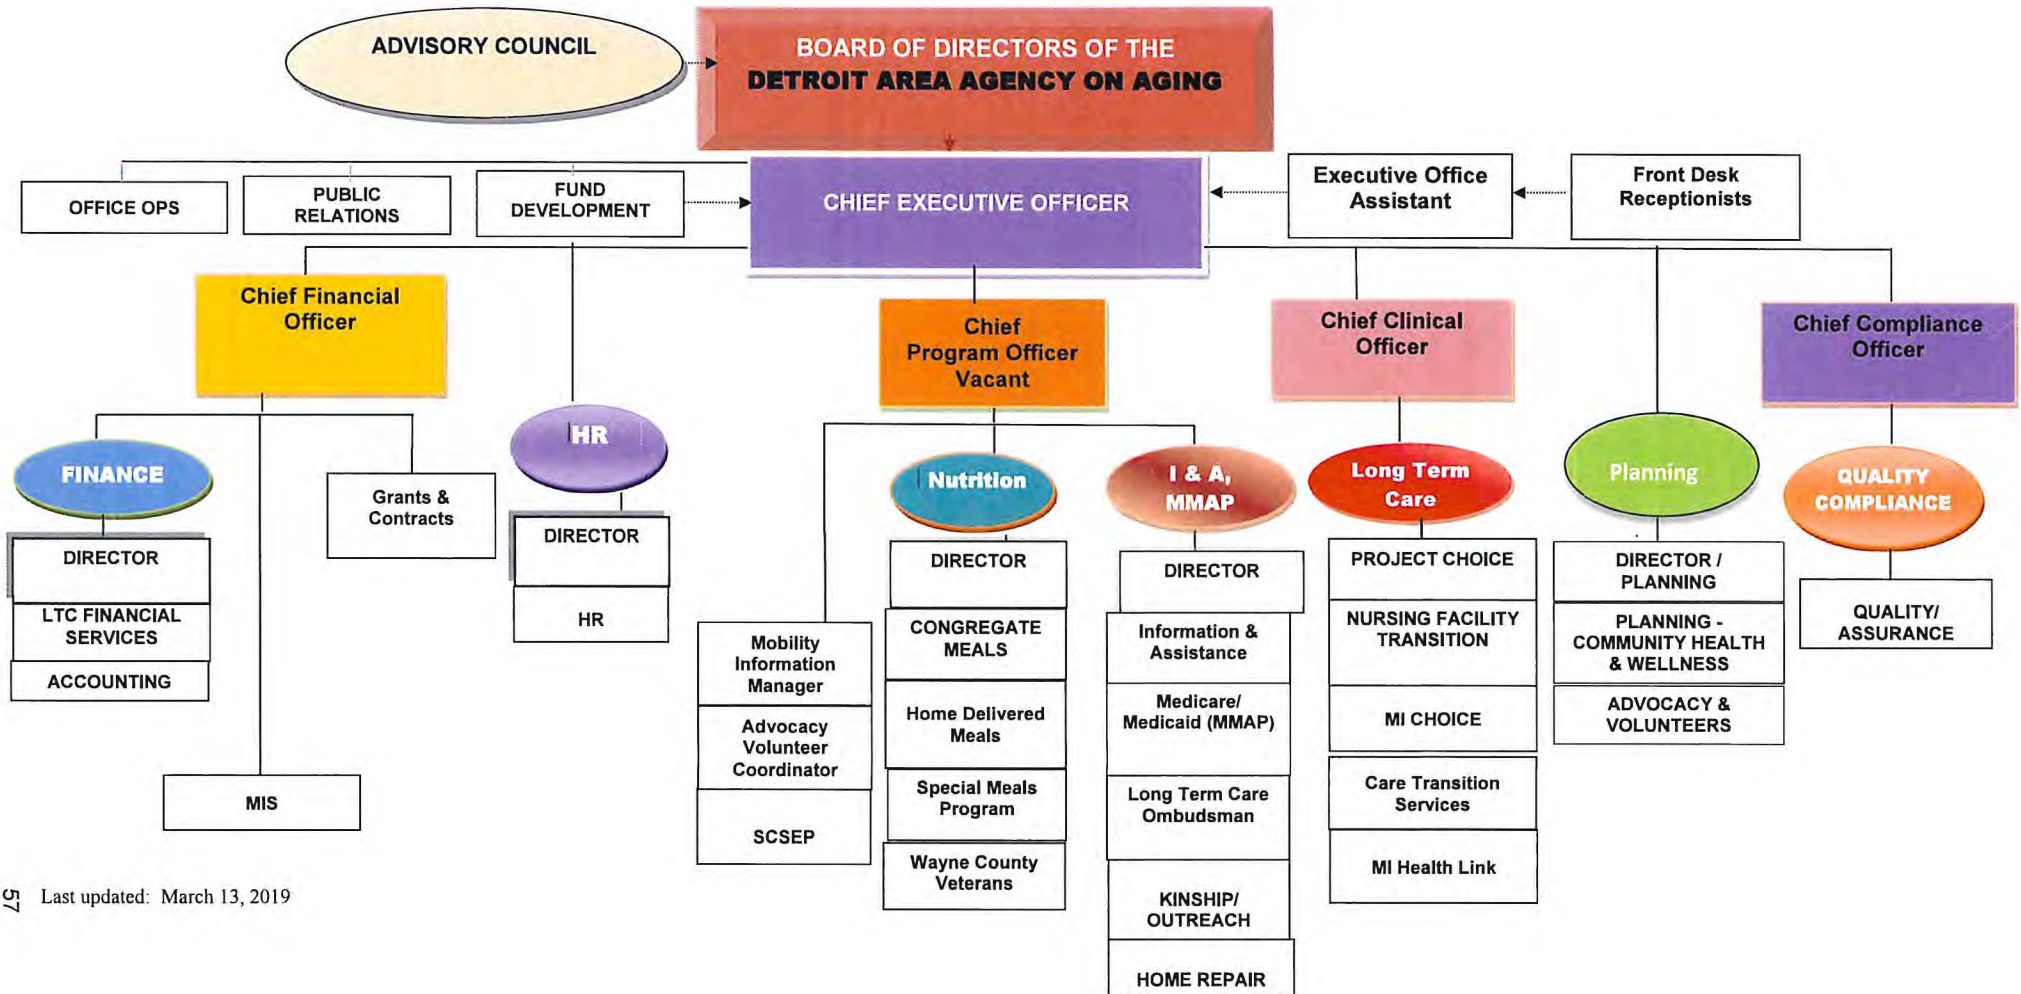 ADVISORY COUNCIL
BOARD OF DIRECTORS OF THE
DETROIT AREA AGENCY ON AGING
OFFICE OPS
PUBLIC
RELATIONS
FUND
DEVELOPMENT
CHIEF EXECUTIVE OFFICER
Executive Office
Assistant
Front Desk
Receptionists
Chief Financial
Officer
Chief
Program Officer
Vacant
Chief Clinical
Officer
Chief Compliance
Officer
FINANCE
DIRECTOR
LTC FINANCIAL
SERVICES
ACCOUNTING
MIS
Grants &
Contracts
HR
DIRECTOR
HR
Mobility
Information
Manager
Advocacy
Volunteer
Coordinator
SCSEP
Nutrition
DIRECTOR
CONGREGATE
MEALS
Home Delivered
Meals
Special Meals
Program
Wayne County
Veterans
I & A,
MMAP
DIRECTOR
Information &
Assistance
Medicare/
Medicaid (MMAP)
Long Term Care
Ombudsman
KINSHIP/
OUTREACH
HOME REPAIR
Long Term
Care
PROJECT CHOICE
NURSING FACILITY
TRANSITION
MI CHOICE
Care Transition
Services
MI Health Link
Planning
DIRECTOR /
PLANNING
PLANNING -
COMMUNITY HEALTH
& WELLNESS
ADVOCACY &
VOLUNTEERS
QUALITY
COMPLIANCE
QUALITY/
ASSURANCE
57
Last updated: March 13, 2019